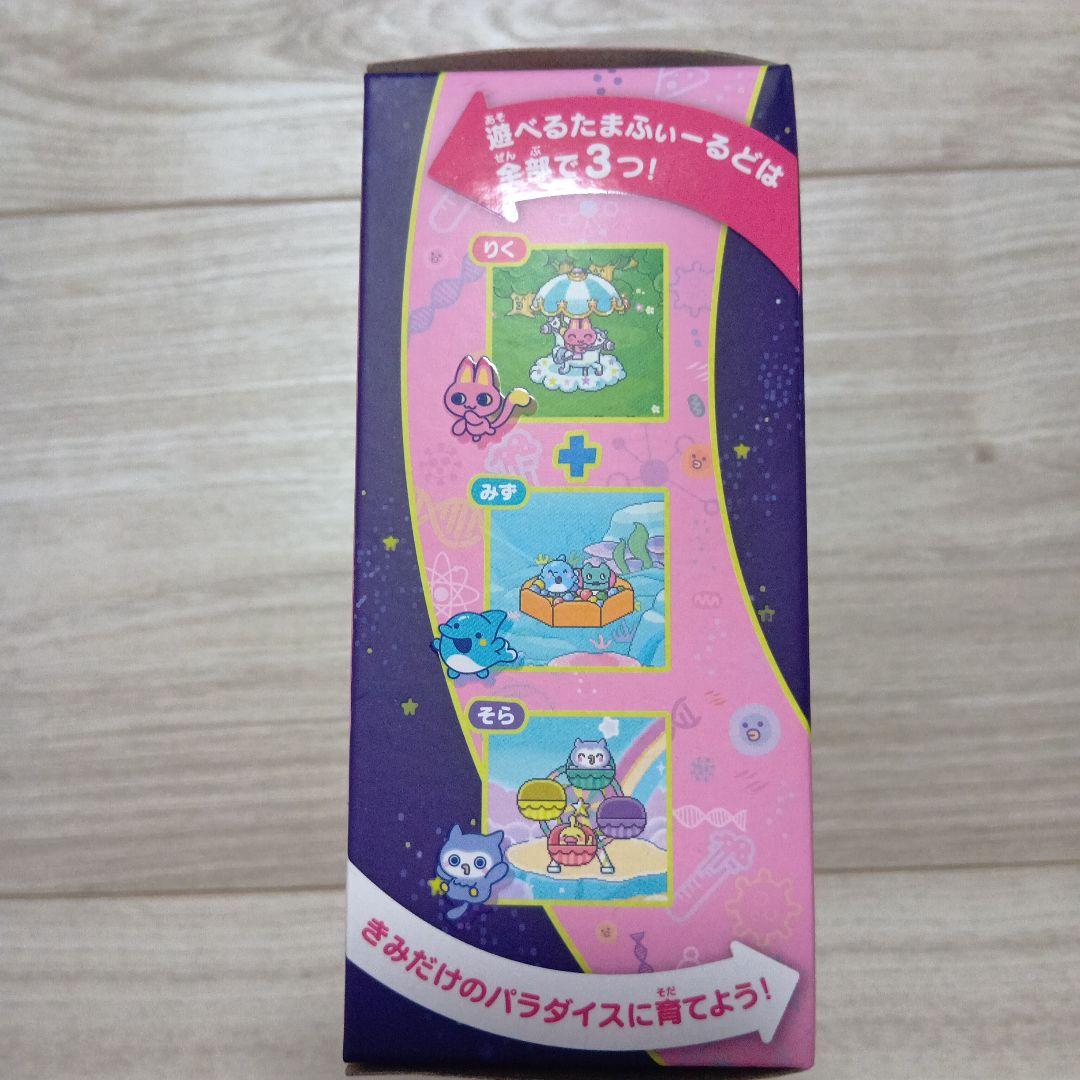 遊べるたまふぃーるどは
全部で3つ!
りく
みず
そら
きみだけのパラダイスに育てよう!